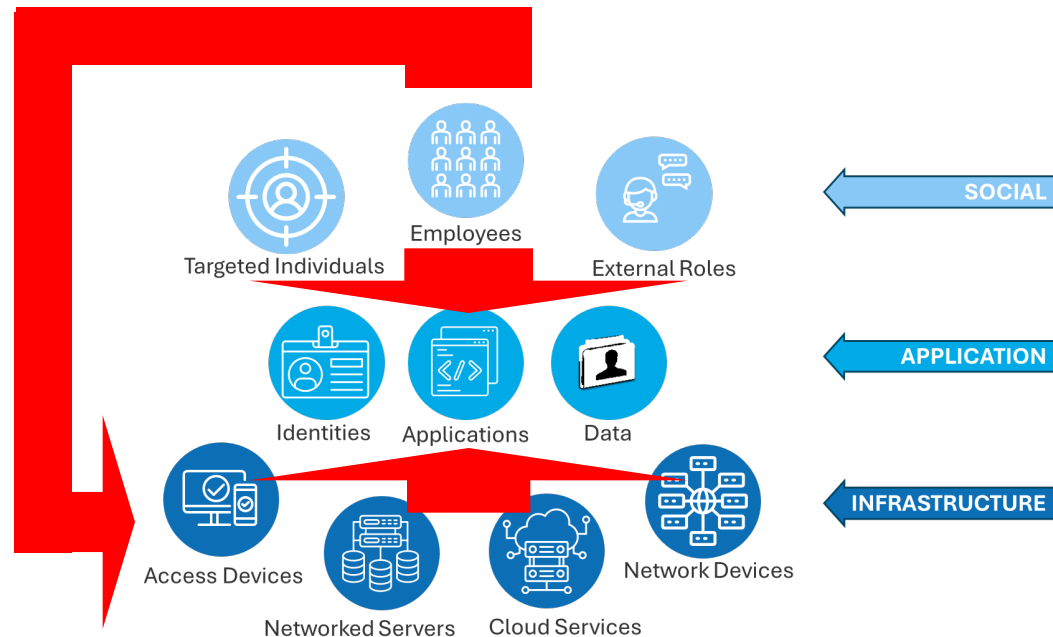 Employees
Targeted Individuals
External Roles
SOCIAL
Identities
Applications
Data
APPLICATION
Access Devices
Networked Servers
Cloud Services
Network Devices
INFRASTRUCTURE